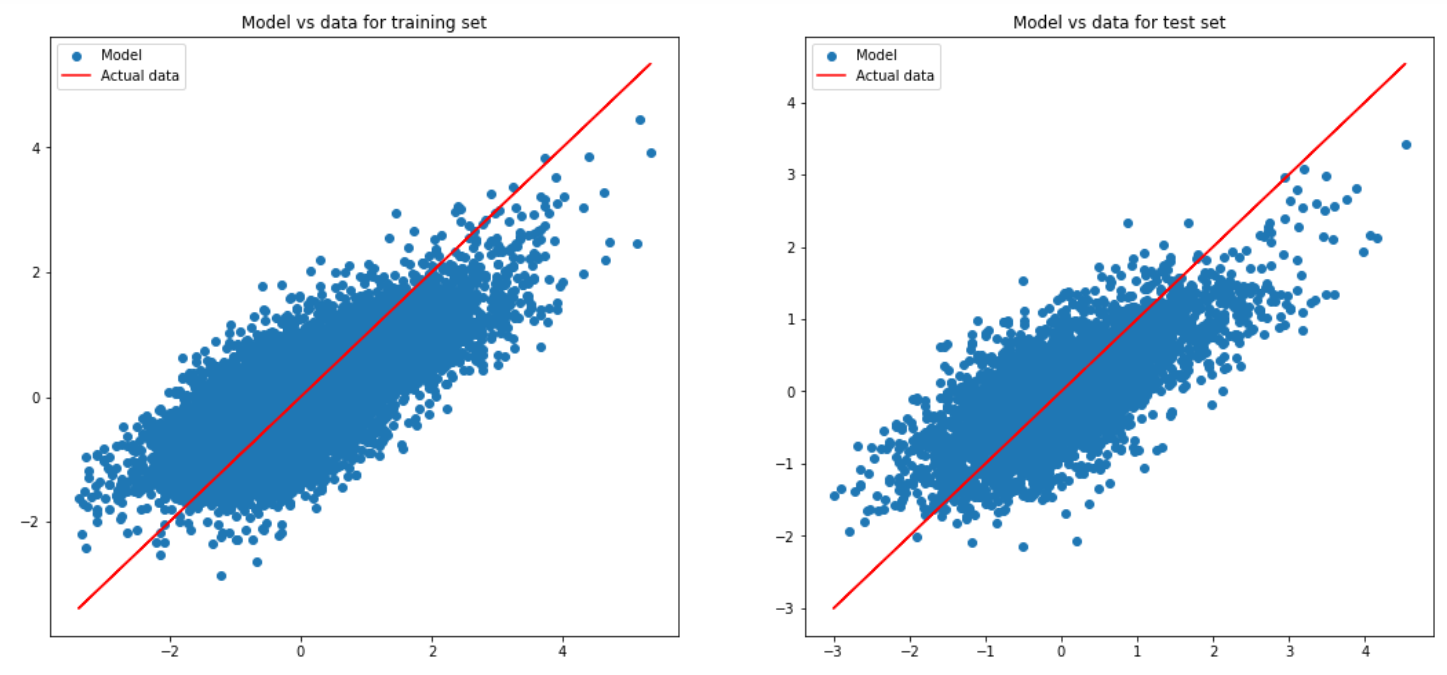 Model vs data for training set
Model
Actual data
4
2
0
−2
−2 0 2 4
Model vs data for test set
Model
Actual data
4
3
2
1
0
−1
−2
−3
−3 −2 −1 0 1 2 3 4